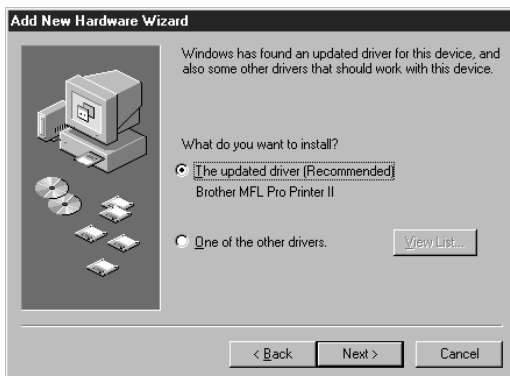 Add New Hardware Wizard
Windows has found an updated driver for this device, and
also some other drivers that should work with this device.
What do you want to install?
The updated driver (Recommended)
Brother MFL Pro Printer II
One of the other drivers.
View List...
< Back
Next >
Cancel